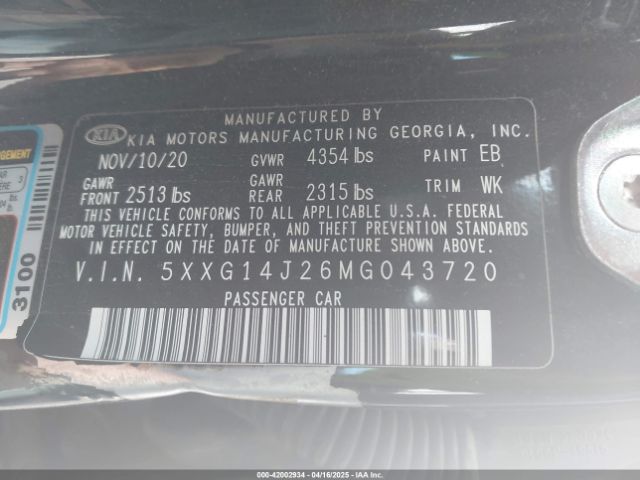 MANUFACTURED BY
KIA KIA MOTORS MANUFACTURING GEORGIA, INC.
NOV/10/20 GVWR 4354 lbs PAINT EB
GAWR FRONT 2513 lbs GAWR REAR 2315 lbs TRIM WK
THIS VEHICLE CONFORMS TO ALL APPLICABLE U.S.A. FEDERAL
MOTOR VEHICLE SAFETY, BUMPER, AND THEFT PREVENTION STANDARDS
IN EFFECT ON THE DATE OF MANUFACTURE SHOWN ABOVE.
V.I.N. 5XXG14J26MG043720
PASSENGER CAR
3100
000-42002934 - 04/16/2025 - IAAI.COM